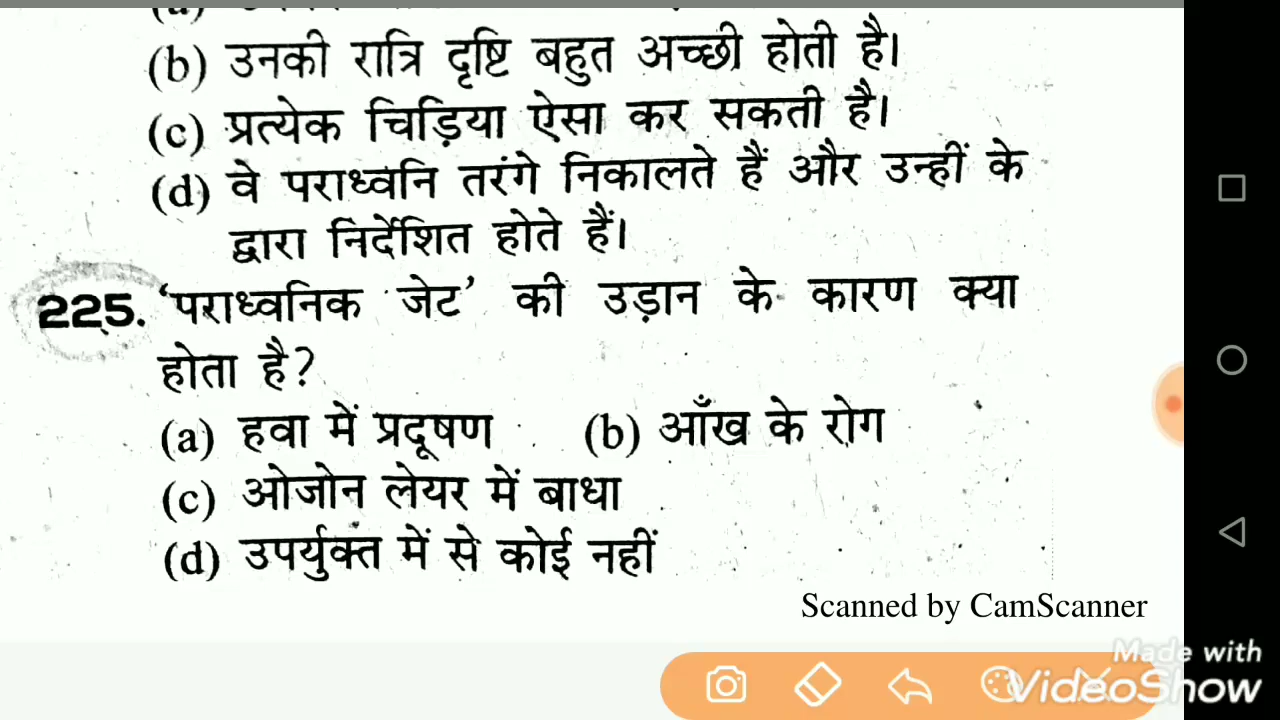 (b) उनकी रात्रि दृष्टि बहुत अच्छी होती है।
(c) प्रत्येक चिड़िया ऐसा कर सकती है।
(d) वे पराध्वनि तरंगे निकालते हैं और उन्हीं के
द्वारा निर्देशित होते हैं।
225. 'पराध्वनिक जेट' की उड़ान के कारण क्या
होता है?
(a) हवा में प्रदूषण (b) आँख के रोग
(c) ओजोन लेयर में बाधा
(d) उपर्युक्त में से कोई नहीं
Scanned by CamScanner
Made with
VideoShow